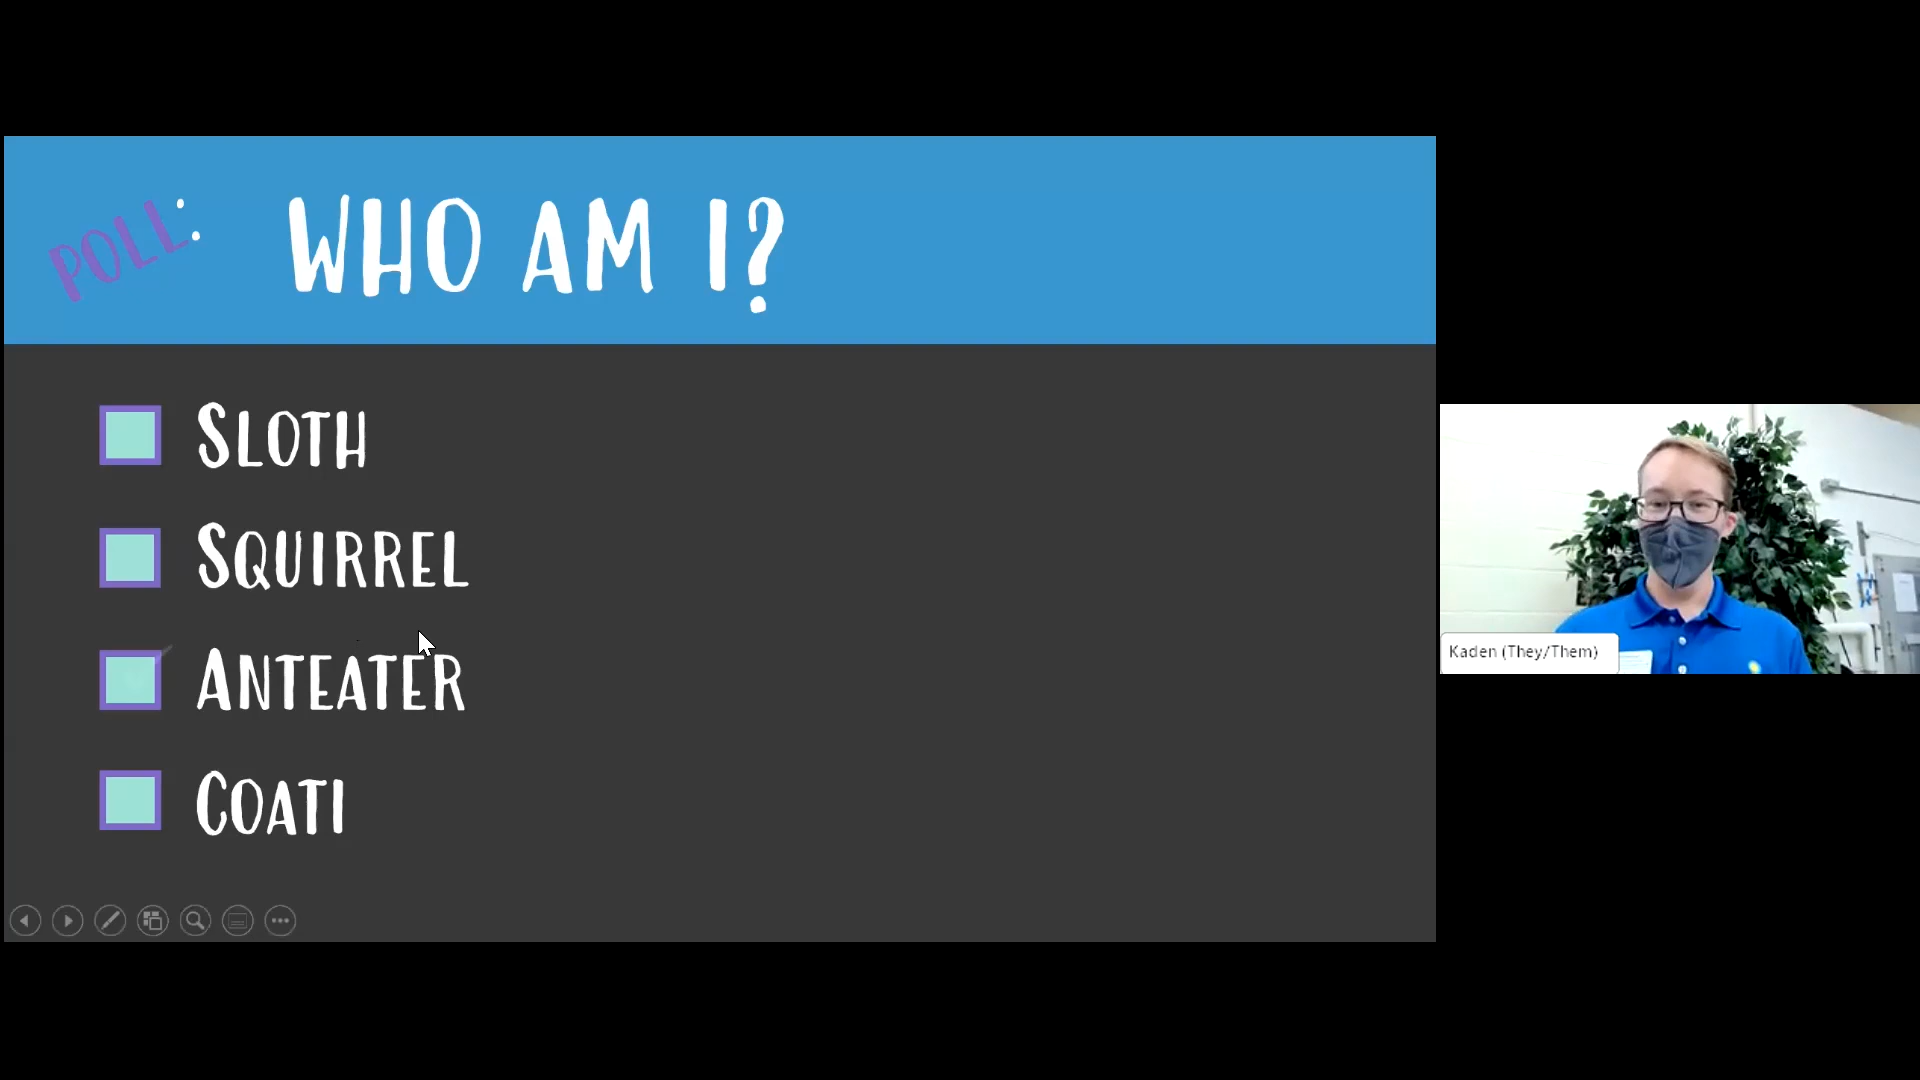 POLL: WHO AM I?
SLOTH
SQUIRREL
ANTEATER
COATI
Kaden (They/Them)